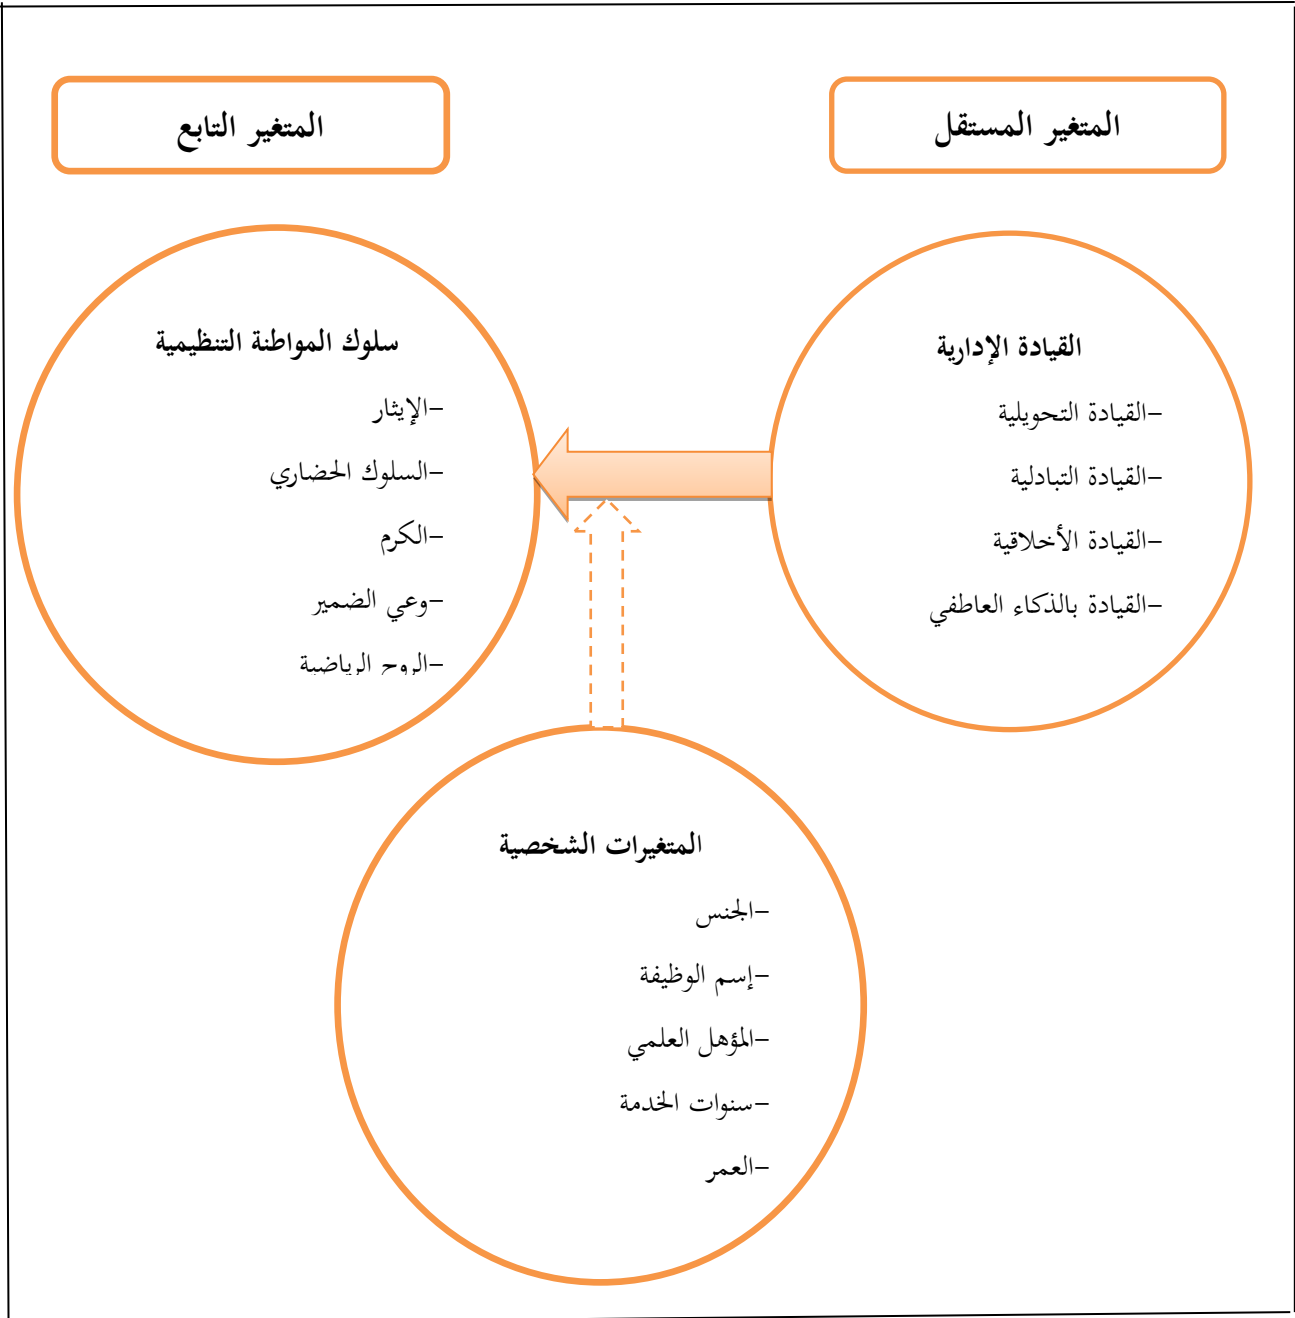 المتغير المستقل
المتغير التابع
القيادة الإدارية
-القيادة التحويلية
-القيادة التبادلية
-القيادة الأخلاقية
-القيادة بالذكاء العاطفي
سلوك المواطنة التنظيمية
-الإيثار
-السلوك الحضاري
-الكرم
-وعي الضمير
-الروح الرياضية
المتغيرات الشخصية
-الجنس
-إسم الوظيفة
-المؤهل العلمي
-سنوات الخدمة
-العمر